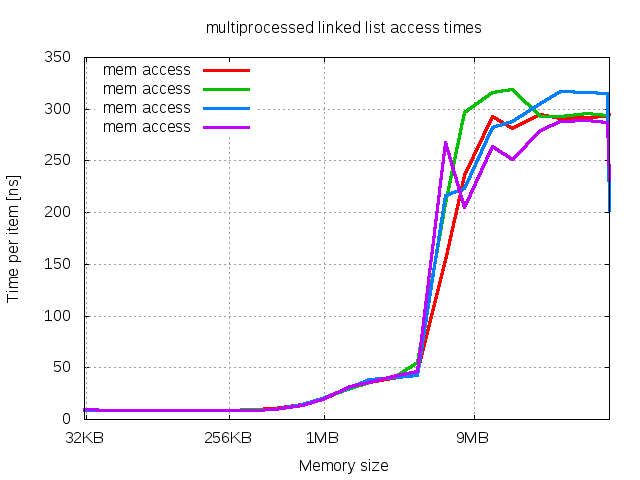 multiprocessed linked list access times
350
300
250
200
150
100
50
0
Time per item [ns]
mem access
mem access
mem access
mem access
32KB 256KB 1MB 9MB
Memory size